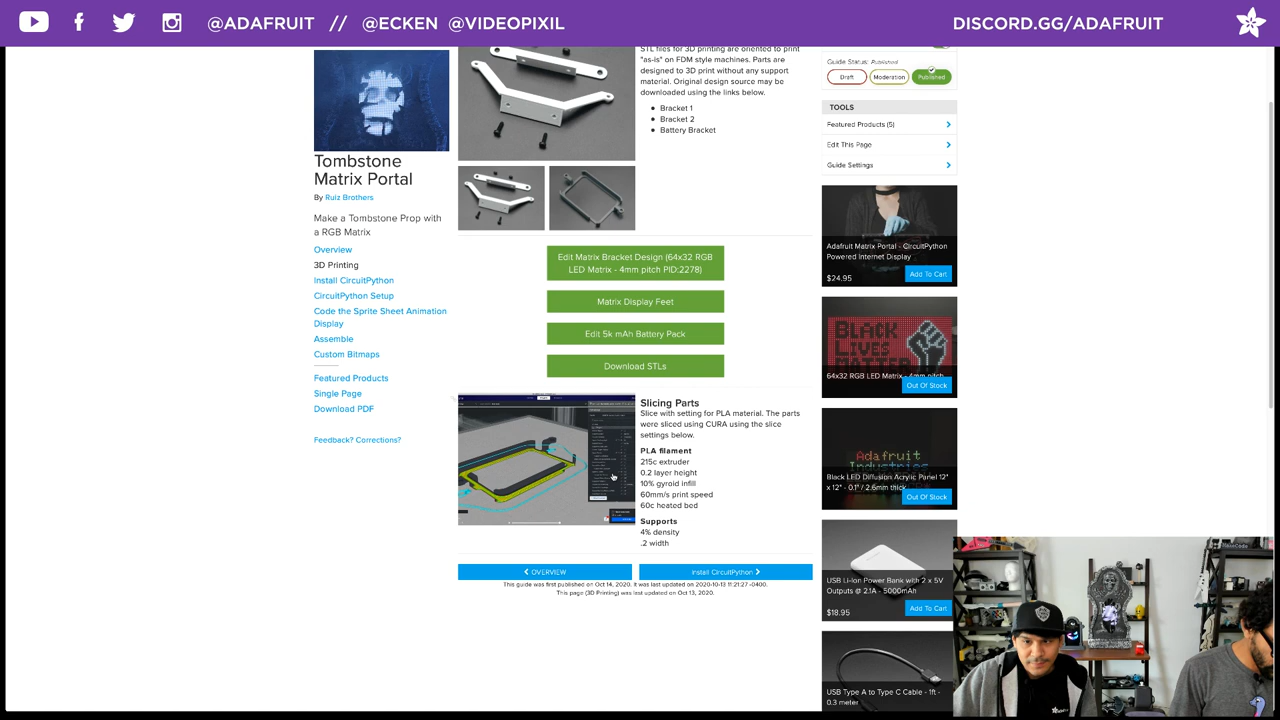 @ADAFRUIT // @ECKEN @VIDEOPIXIL
DISCORD.GG/ADAFRUIT
Tombstone
Matrix Portal
By Ruiz Brothers
Make a Tombstone Prop with
a RGB Matrix
Overview
3D Printing
Install CircuitPython
CircuitPython Setup
Code the Sprite Sheet Animation
Display
Assemble
Custom Bitmaps
Featured Products
Single Page
Download PDF
Feedback? Corrections?
STL files for 3D printing are oriented to print
"as-is" on FDM style machines. Parts are
designed to 3D print without any support
material. Original design source may be
downloaded using the links below.
Bracket 1
Bracket 2
Battery Bracket
Edit Matrix Bracket Design (64x32 RGB
LED Matrix - 4mm pitch PID:2278)
Matrix Display Feet
Edit 5k mAh Battery Pack
Download STLs
Slicing Parts
Slice with setting for PLA material. The parts
were sliced using CURA using the slice
settings below.
PLA filament
215c extruder
0.2 layer height
10% gyroid infill
60mm/s print speed
60c heated bed
Supports
4% density
.2 width
OVERVIEW
Install CircuitPython
This guide was first published on Oct 14, 2020. It was last updated on 2020-10-13 11:21:27 -0400.
This page (3D Printing) was last updated on Oct 13, 2020.
Guide Status: Published
Draft
Moderation
Published
TOOLS
Featured Products (5)
Edit This Page
Guide Settings
Adafruit Matrix Portal - CircuitPython
Powered Internet Display
$24.95
Add To Cart
BLACK
LIVES
MATTER
64x32 RGB LED Matrix - 4mm pitch
Out Of Stock
Adafruit
Industries
Black LED Diffusion Acrylic Panel 12"
x 12" - 0.1" / 2.6mm thick
Out Of Stock
USB Li-Ion Power Bank with 2 x 5V
Outputs @ 2.1A - 5000mAh
$18.95
Add To Cart
USB Type A to Type C Cable - 1ft -
0.3 meter